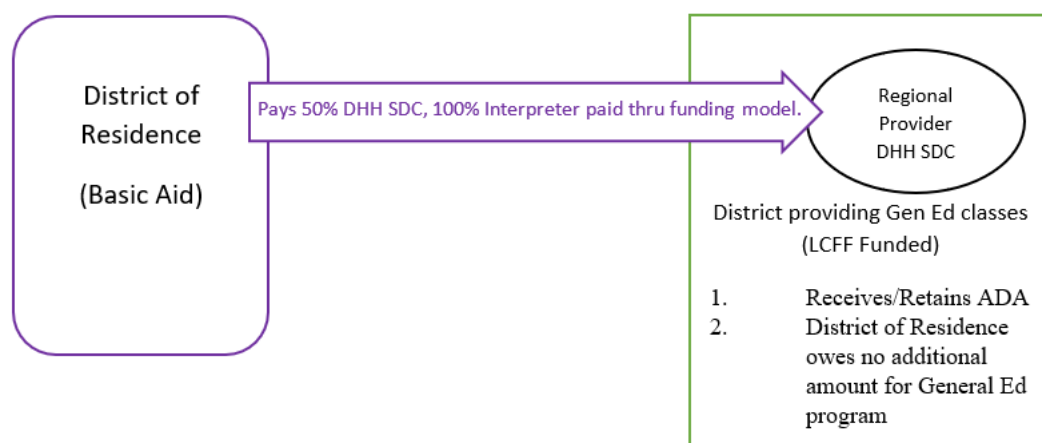 District of
Residence
(Basic Aid)
Pays 50% DHH SDC, 100% Interpreter paid thru funding model.
Regional
Provider
DHH SDC
District providing Gen Ed classes
(LCFF Funded)
1. Receives/Retains ADA
2. District of Residence
owes no additional
amount for General Ed
program